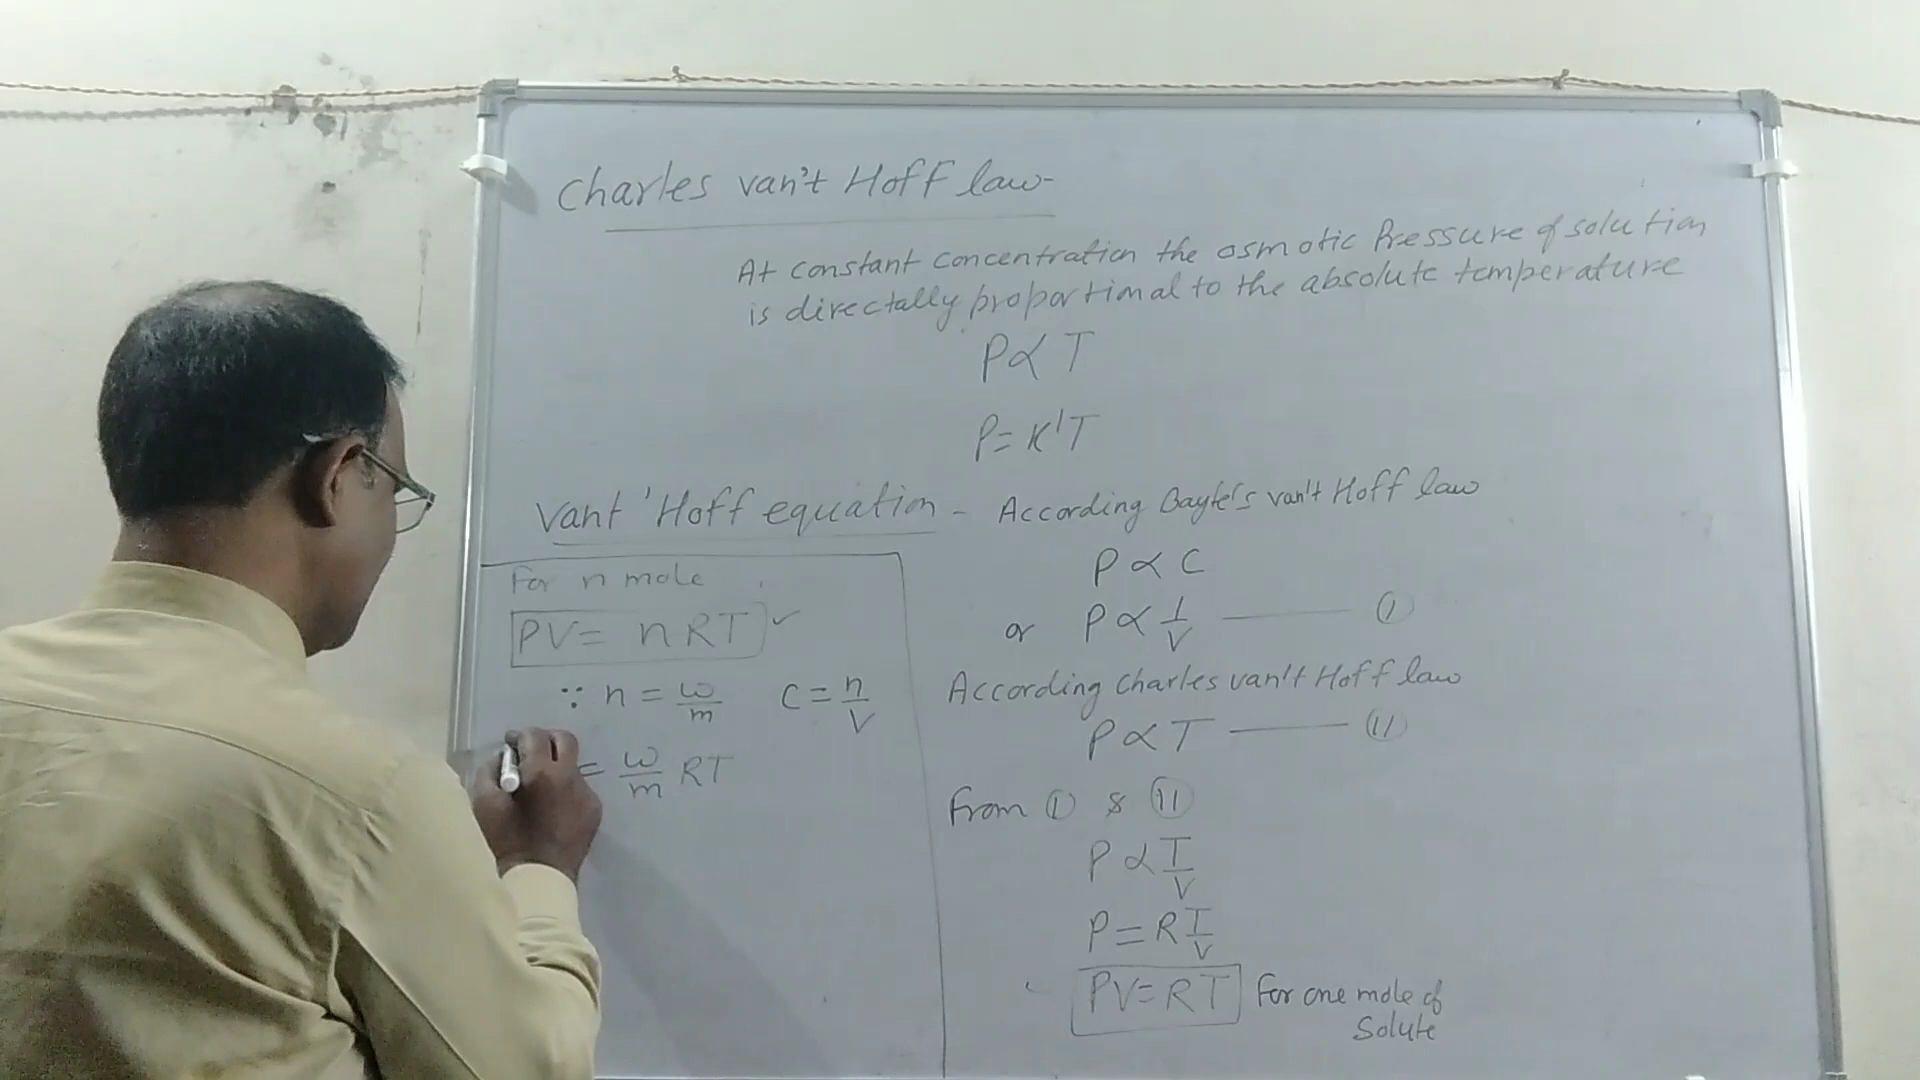 Charles van't Hoff law-
At constant concentration the osmotic Pressure of solution
is directally proportional to the absolute temperature
P ∝ T
P = K'T
Vant 'Hoff equation - According Bayle's van't Hoff law
P ∝ C
or P ∝ 1/V ——— (I)
According Charles van't Hoff law
P ∝ T ——— (II)
From (I) & (II)
P ∝ T/V
P = R T/V
PV = RT For one mole of
Solute
For n mole
PV = nRT ✓
∵ n = w/m C = n/V
= w/m RT